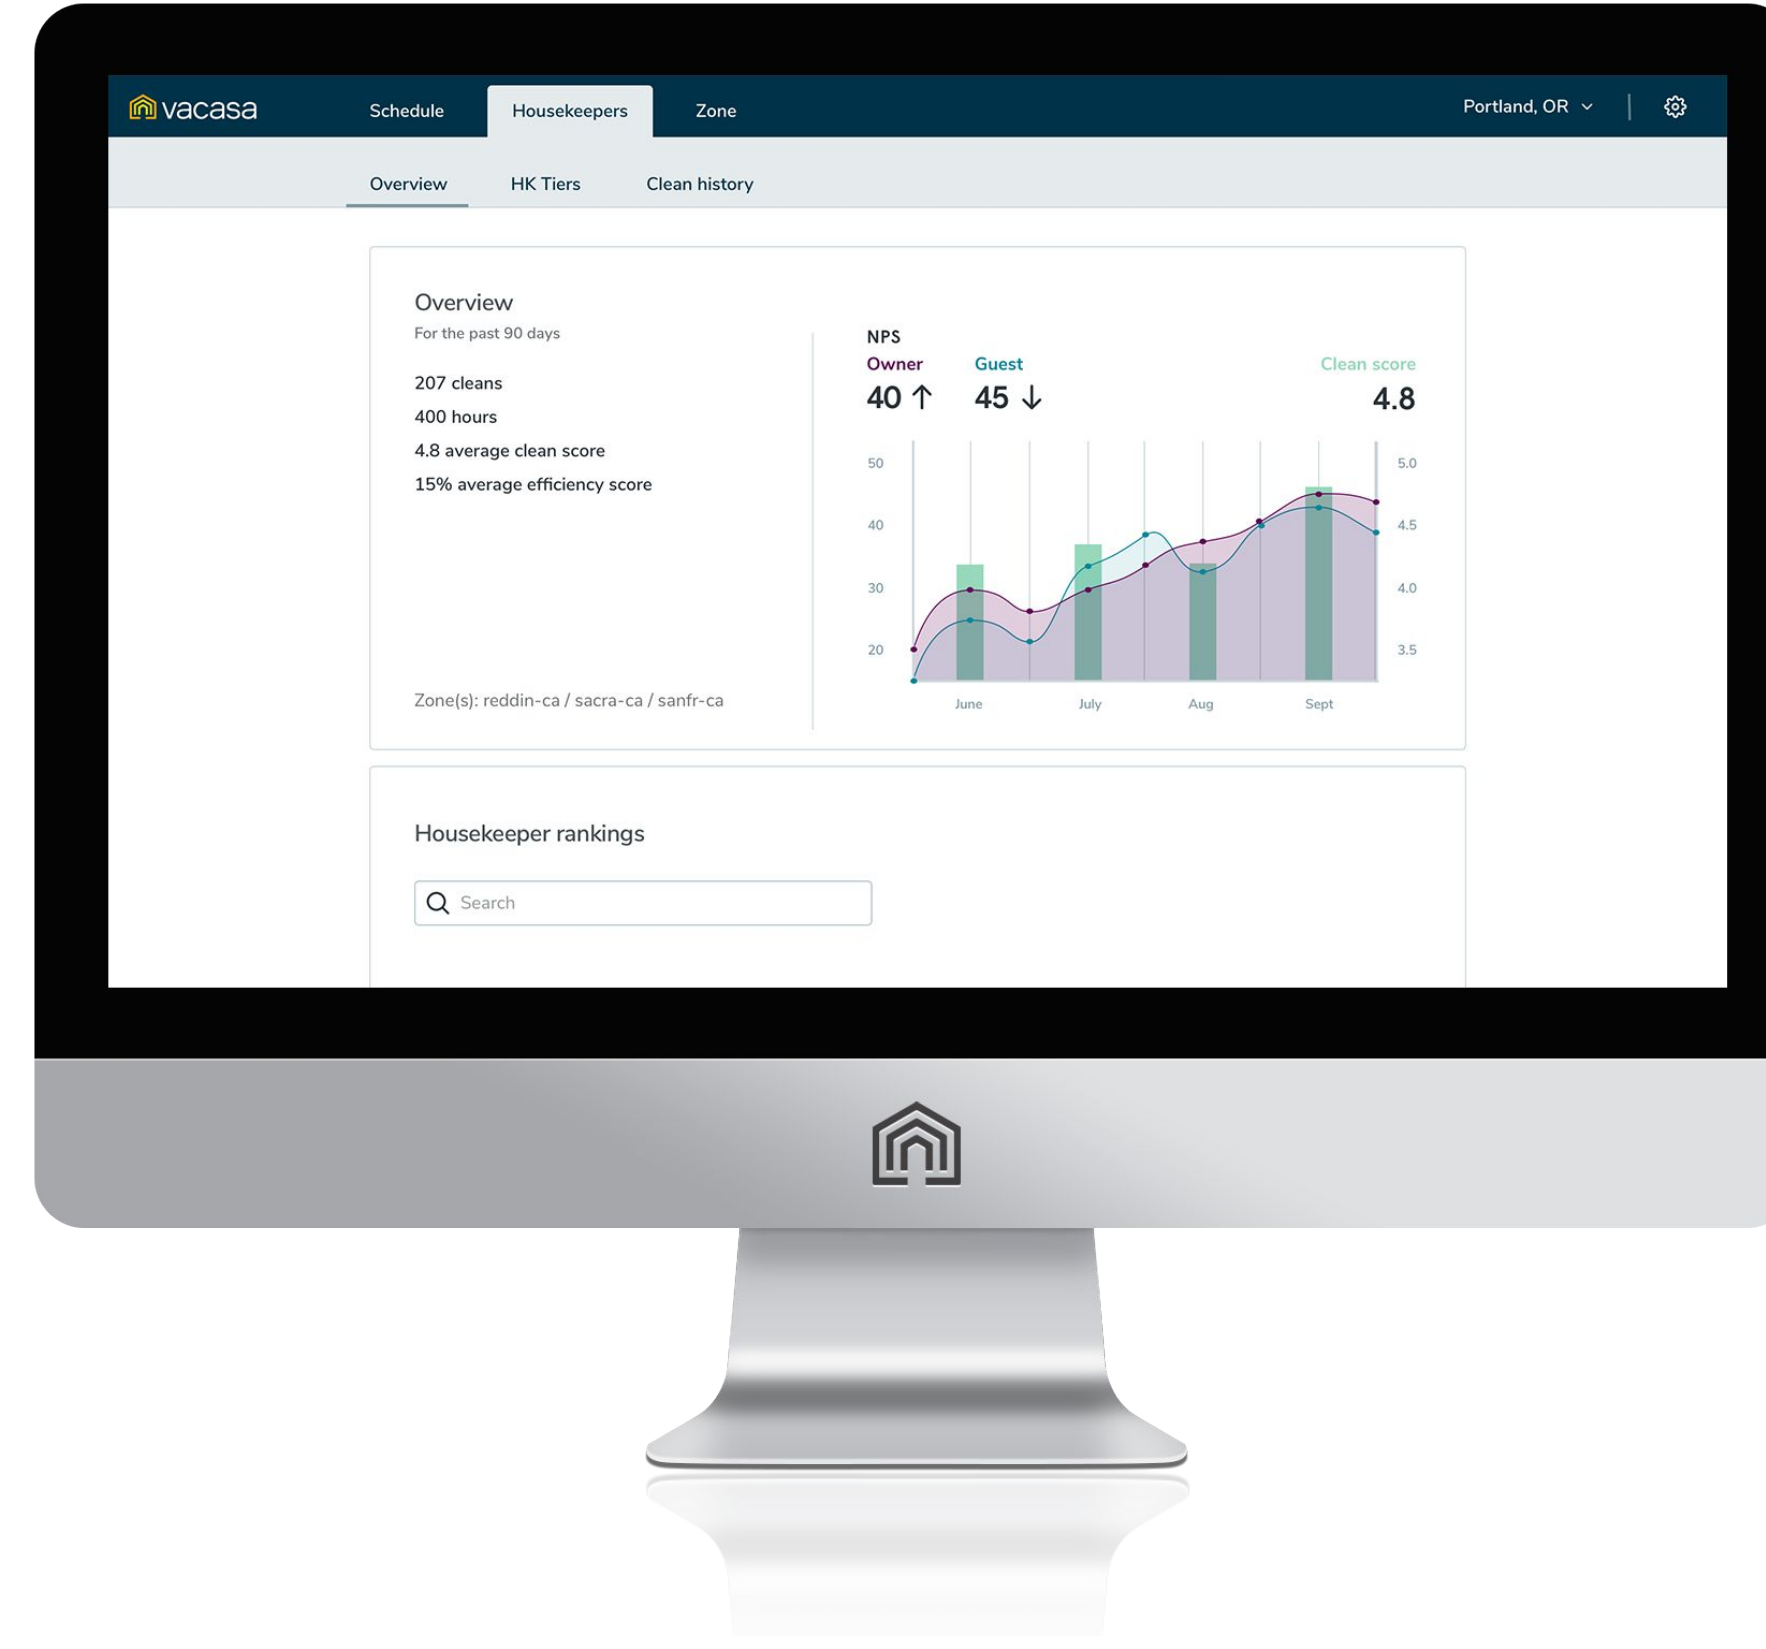 vacasa
Schedule
Housekeepers
Zone
Portland, OR
Overview
HK Tiers
Clean history
Overview
For the past 90 days
207 cleans
400 hours
4.8 average clean score
15% average efficiency score
Zone(s): reddin-ca / sacra-ca / sanfr-ca
NPS
Owner
Guest
Clean score
40 ↑
45 ↓
4.8
50
5.0
40
4.5
30
4.0
20
3.5
June
July
Aug
Sept
Housekeeper rankings
Search